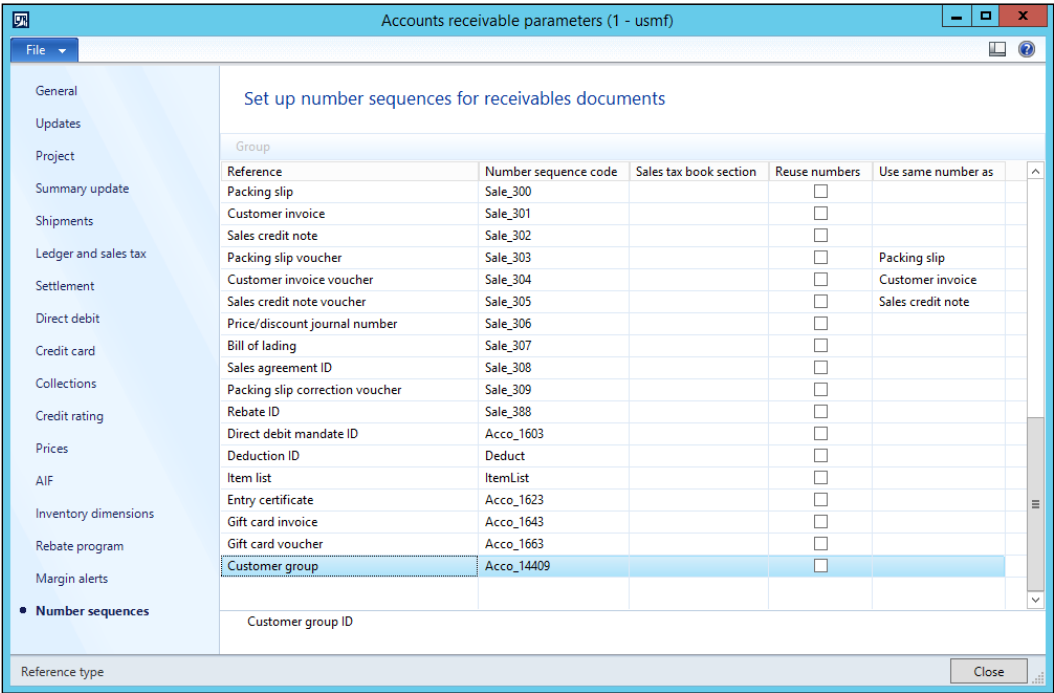 Accounts receivable parameters (1 - usmf)
File
General
Updates
Project
Summary update
Shipments
Ledger and sales tax
Settlement
Direct debit
Credit card
Collections
Credit rating
Prices
AIF
Inventory dimensions
Rebate program
Margin alerts
Number sequences
Set up number sequences for receivables documents
Group
Reference Number sequence code Sales tax book section Reuse numbers Use same number as
Packing slip Sale_300
Customer invoice Sale_301
Sales credit note Sale_302
Packing slip voucher Sale_303 Packing slip
Customer invoice voucher Sale_304 Customer invoice
Sales credit note voucher Sale_305 Sales credit note
Price/discount journal number Sale_306
Bill of lading Sale_307
Sales agreement ID Sale_308
Packing slip correction voucher Sale_309
Rebate ID Sale_388
Direct debit mandate ID Acco_1603
Deduction ID Deduct
Item list ItemList
Entry certificate Acco_1623
Gift card invoice Acco_1643
Gift card voucher Acco_1663
Customer group Acco_14409
Customer group ID
Reference type
Close